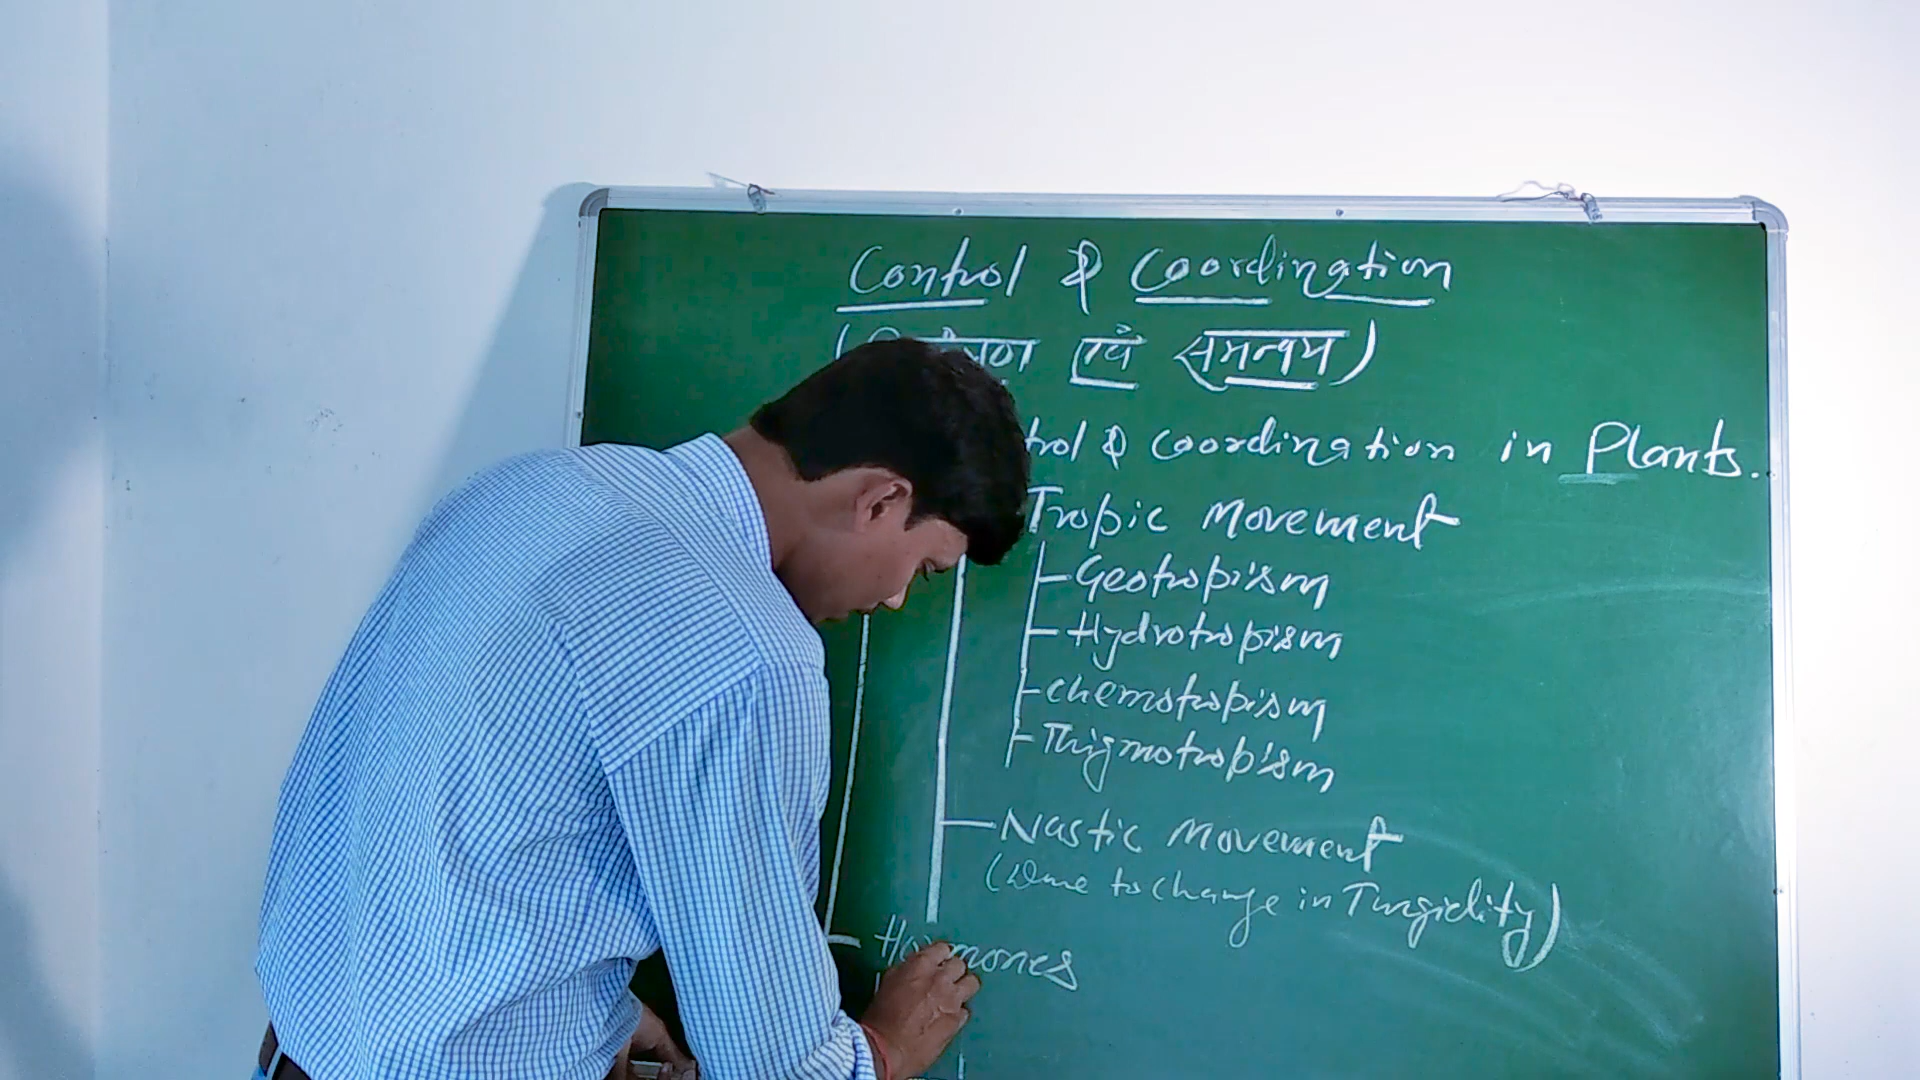 Control & Coordination
एवं समन्वय)
trol & Coordination in Plants.
Tropic Movement
Geotropism
Hydrotropism
Chemotropism
Thigmotropism
Nastic Movement
(Due to Change in Turgidity)
Hormones